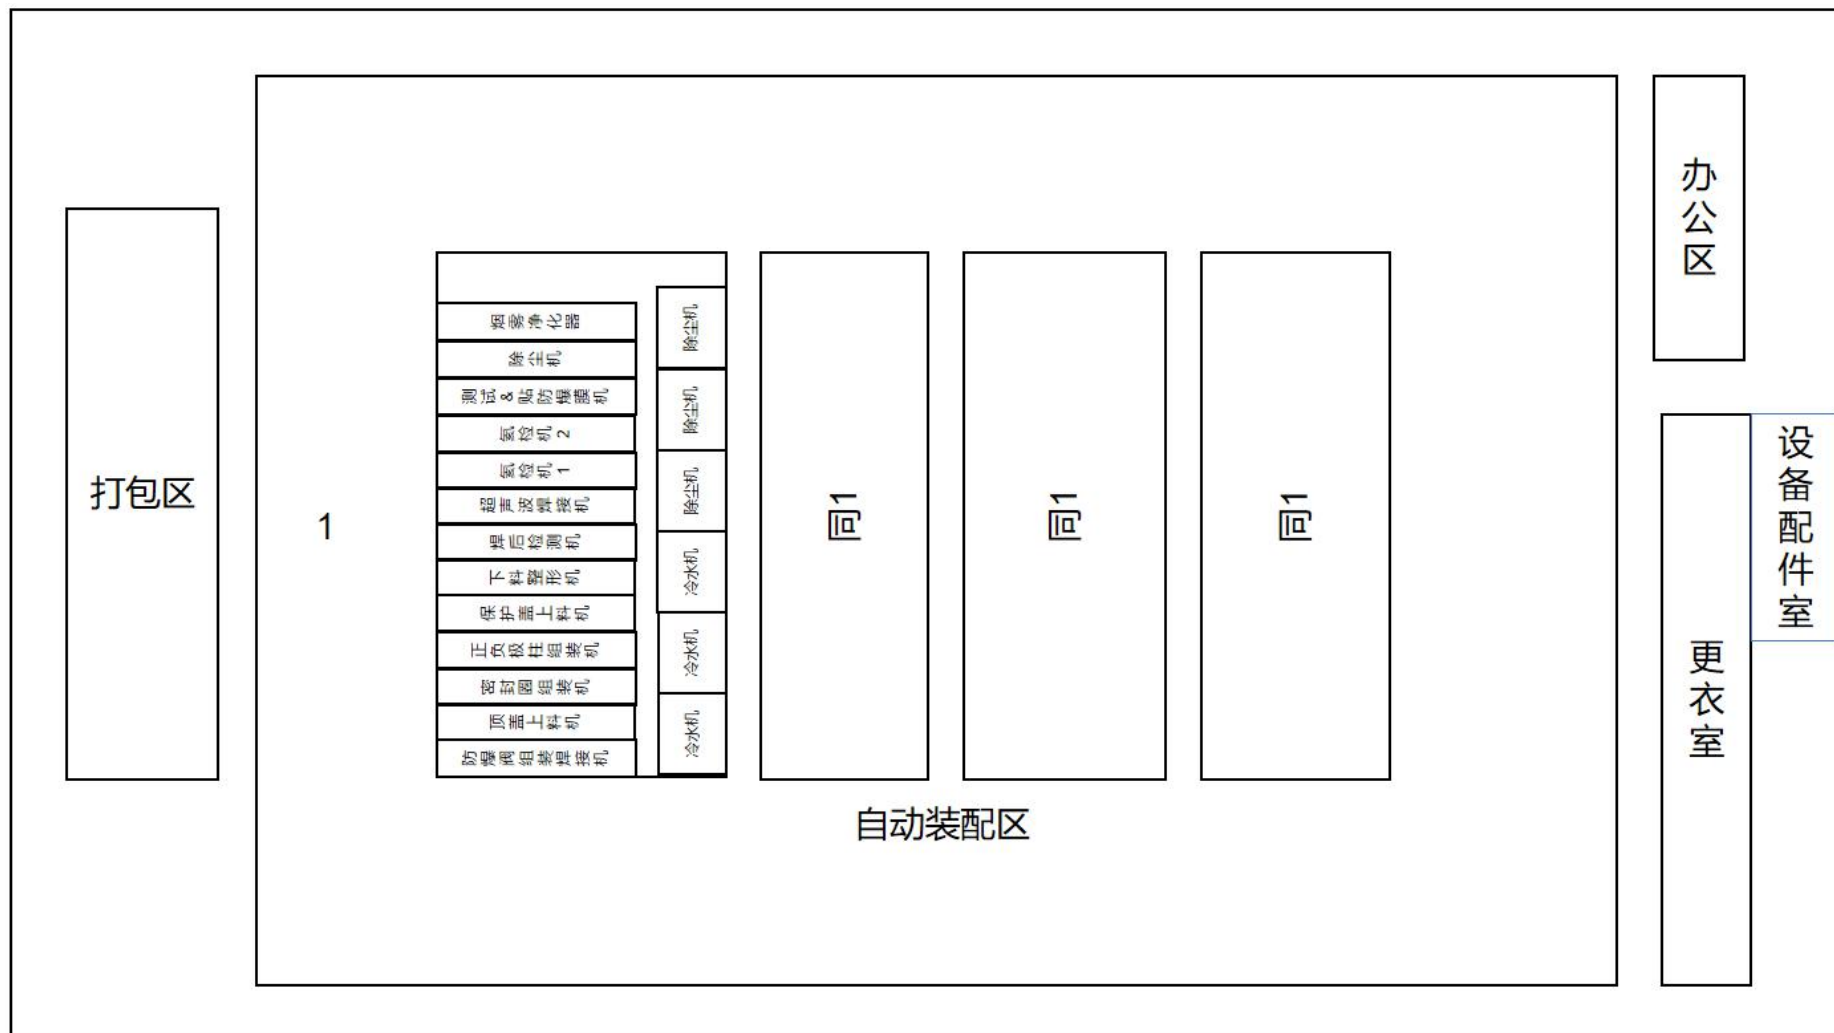 办公区
打包区
1
烟雾净化器
除尘机
测试&贴防爆膜机
氦检机2
氦检机1
超声波焊接机
焊后检测机
下料整形机
保护盖上料机
正负极柱组装机
密封圈组装机
顶盖上料机
防爆阀组装焊接机
除尘机
除尘机
除尘机
冷水机
冷水机
冷水机
同1
同1
同1
自动装配区
设备配件室
更衣室